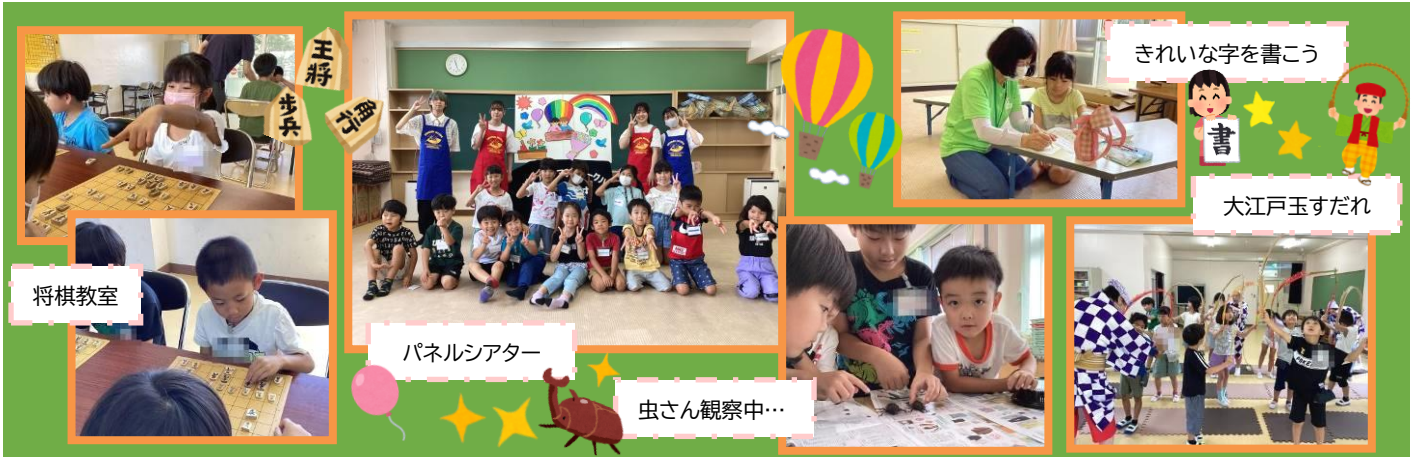 王将
歩兵
角行
将棋教室
パネルシアター
虫さん観察中…
きれいな字を書こう
書
大江戸玉すだれ